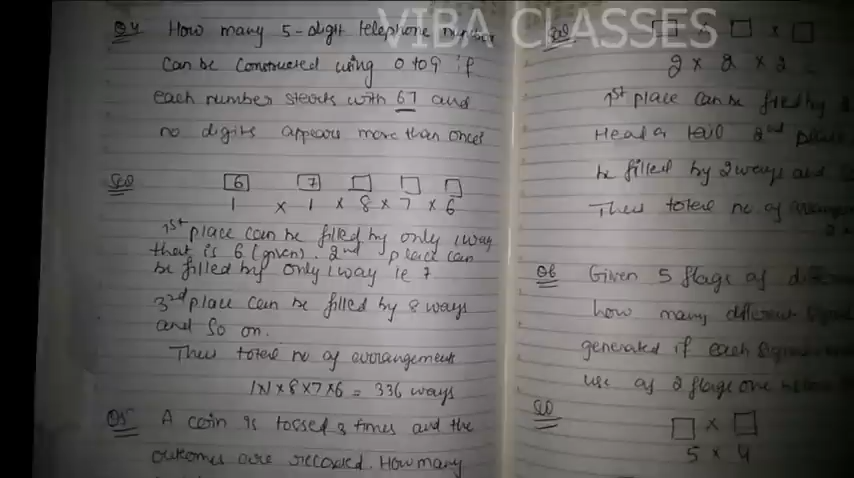 VIBA CLASSES
Q4 How many 5-digit telephone number
can be constructed using 0 to 9 if
each number starts with 67 and
no digits appears more than once?
Sol 6 7
1 × 1 × 8 × 7 × 6
1st place can be filled by only 1 way
that is 6 (given). 2nd place can
be filled by only 1 way ie 7
3rd place can be filled by 8 ways
and so on.
Then total no of arrangement
1×1×8×7×6 = 336 ways
Q5 A coin is tossed 3 times and the
outcomes are recorded. How many
Sol × ×
2 × 2 × 2
1st place can be filled by
Head or tail 2nd place
be filled by 2 ways and
Then total no of
Q6 Given 5 flags of
how many different
generated if each
use of 2 flags one
Sol ×
5 × 4